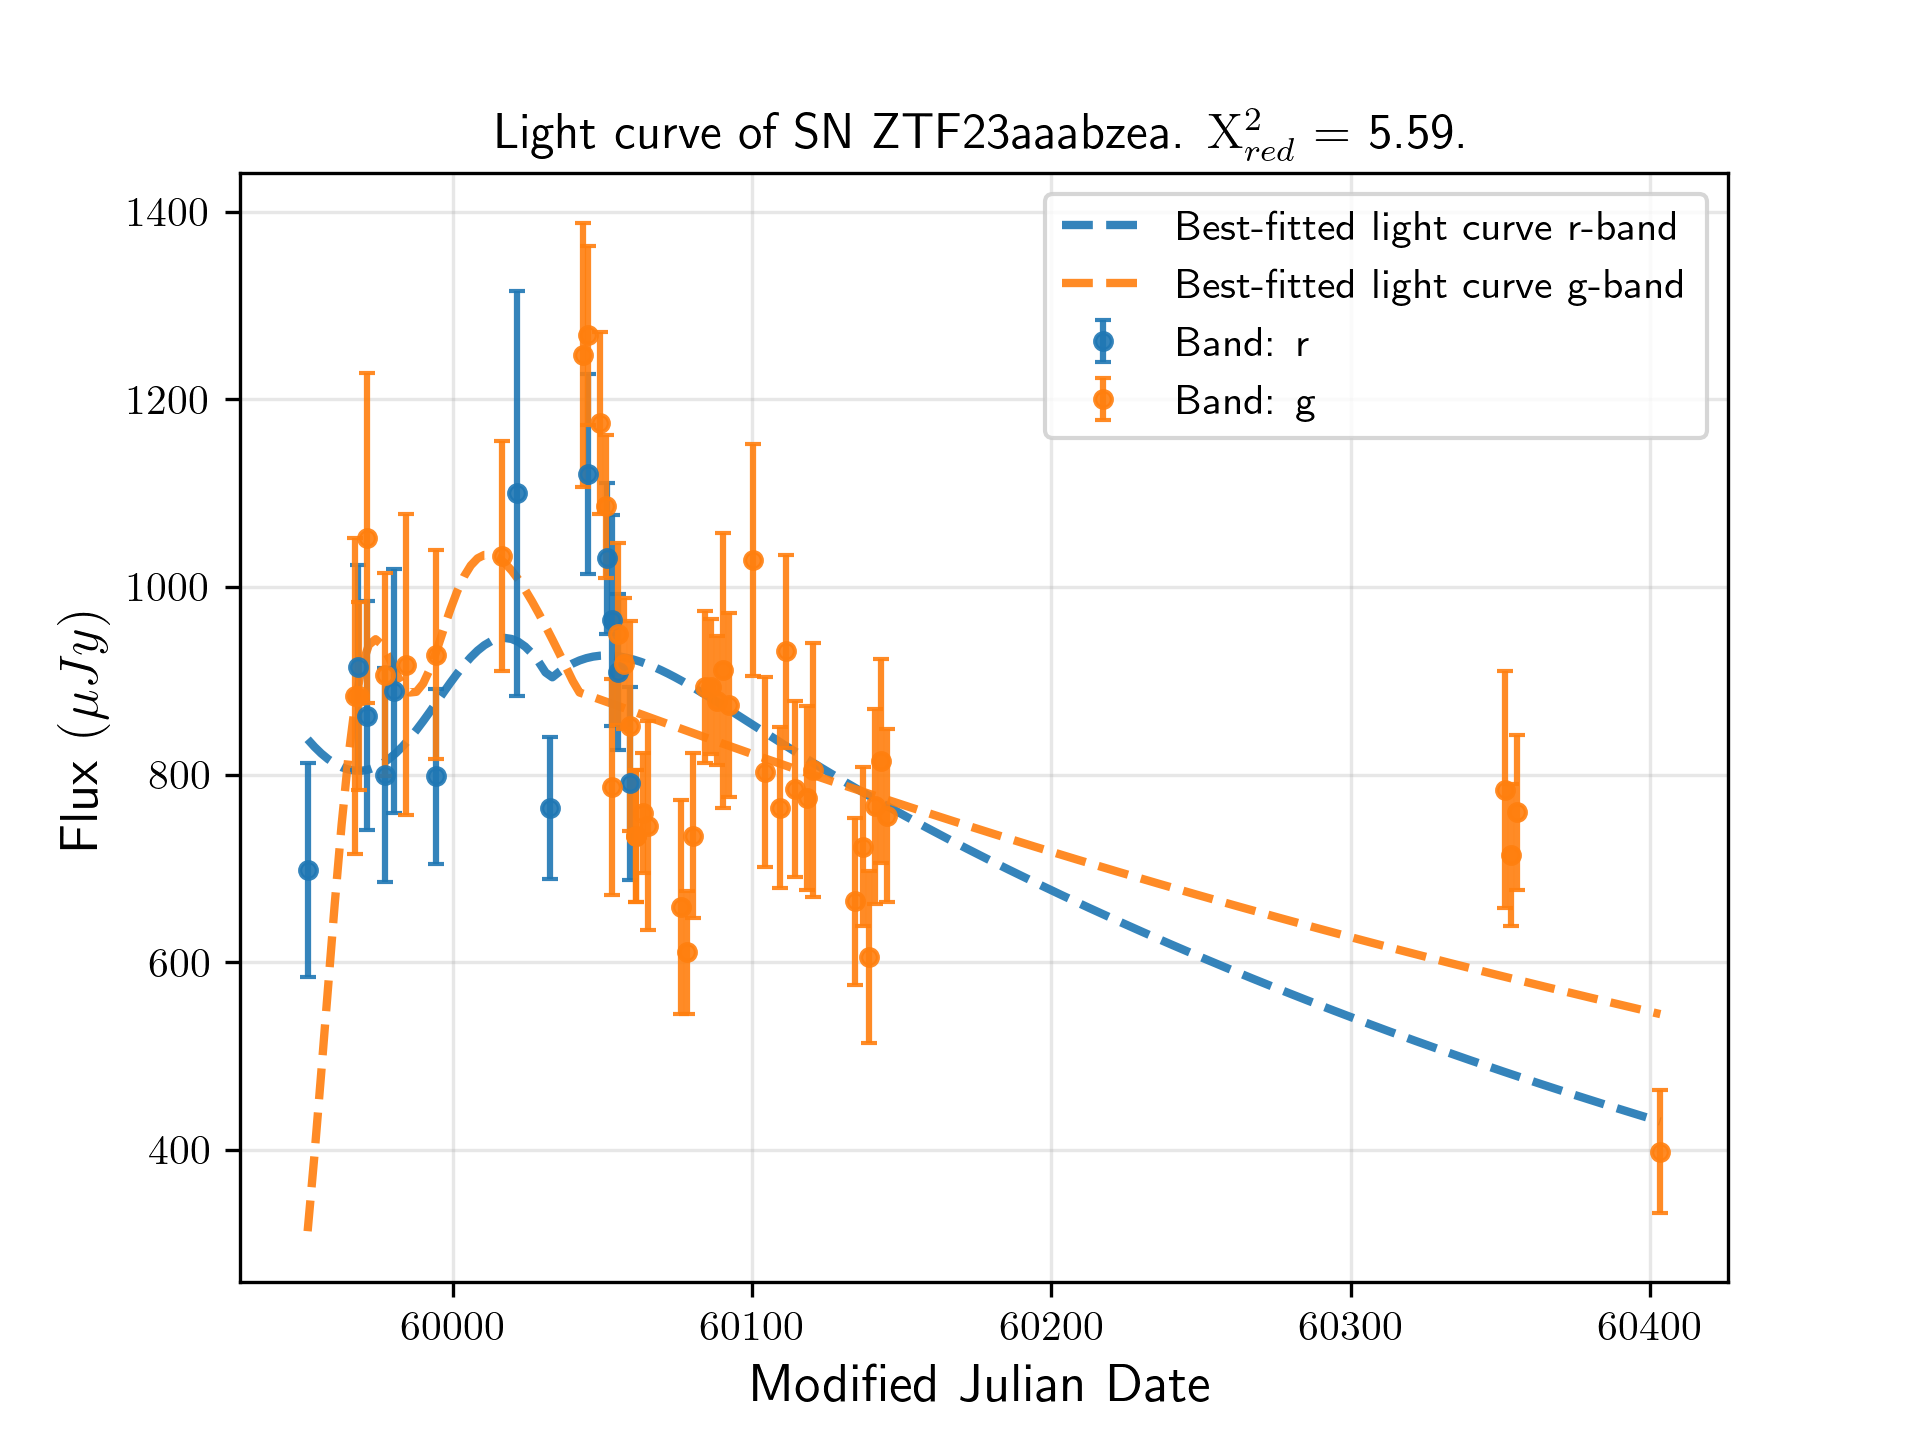 Light curve of SN ZTF23aaabzea. X²_red = 5.59.
Best-fitted light curve r-band
Best-fitted light curve g-band
Band: r
Band: g
Flux (μJy)
1400
1200
1000
800
600
400
60000 60100 60200 60300 60400
Modified Julian Date